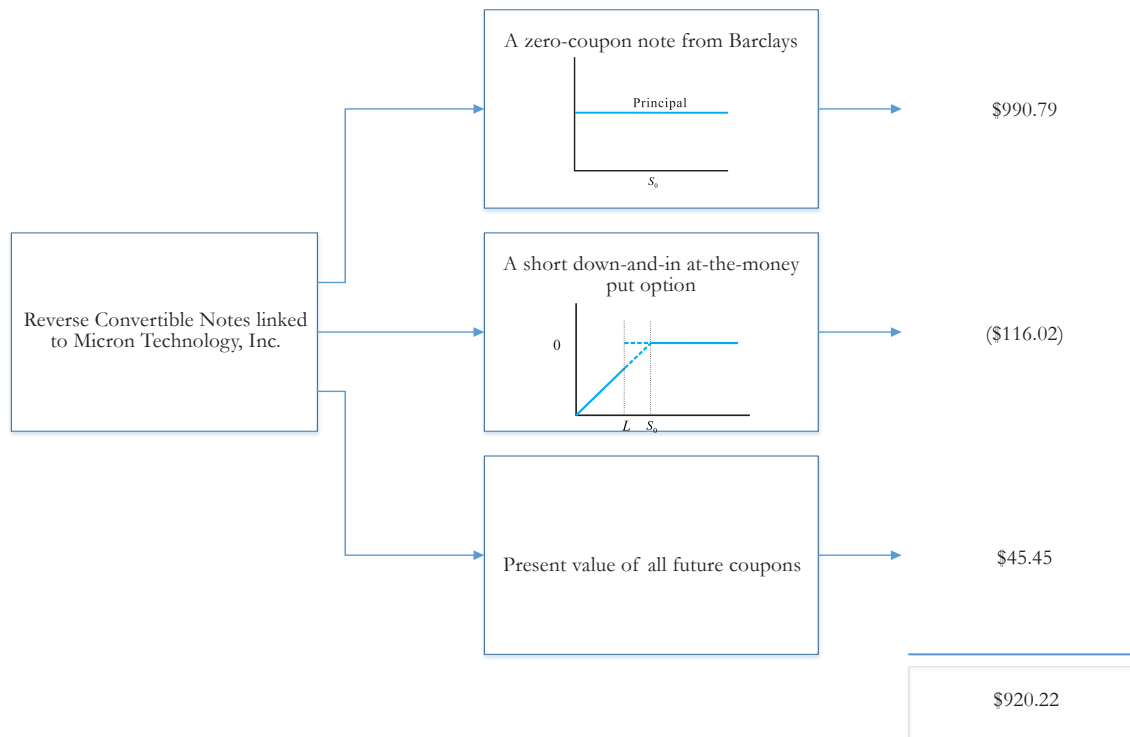 A zero-coupon note from Barclays
Principal
S₀
$990.79
Reverse Convertible Notes linked
to Micron Technology, Inc.
A short down-and-in at-the-money
put option
0
L S₀
($116.02)
Present value of all future coupons
$45.45
$920.22